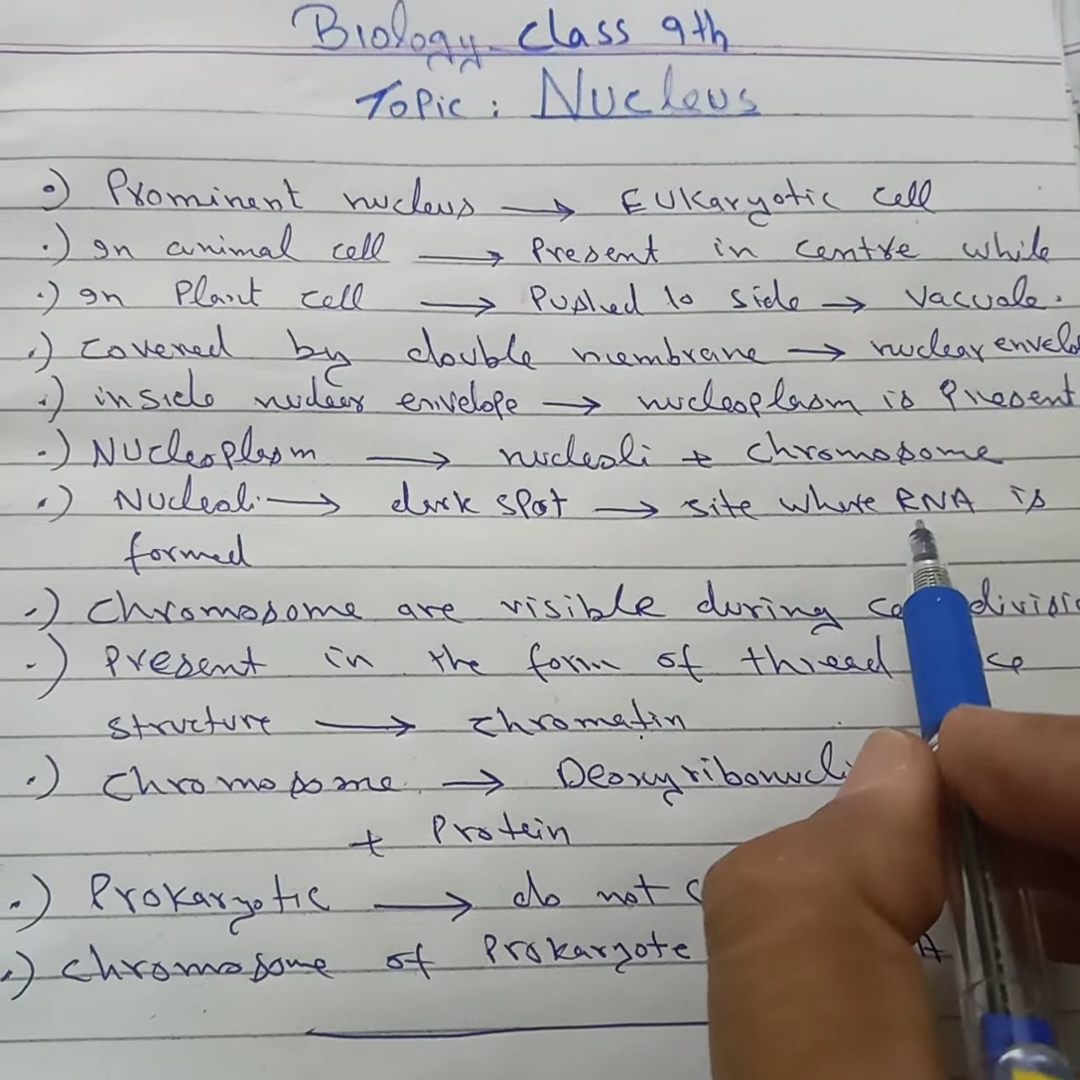 Biology class 9th
Topic: Nucleus
•) Prominent nucleus → Eukaryotic cell
•) In animal cell → Present in centre while
•) In Plant cell → Pushed to side → vacuole.
•) covered by double membrane → nuclear envelo
•) inside nuclear envelope → nucleoplasm is Present
•) Nucleoplasm → nucleoli + chromosome
•) Nucleoli → dark spot → site where RNA is
formed
•) chromosome are visible during divisio
•) Present in the form of thread
structure → chromatin
•) chromosome → Deoxyribonucli
+ Protein
•) Prokaryotic → do not
•) chromosome of Prokaryote